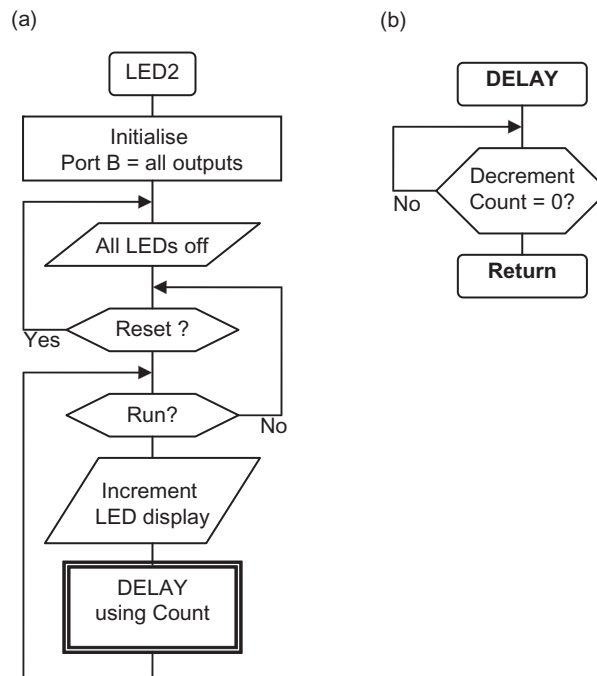 (a)
LED2
Initialise
Port B = all outputs
All LEDs off
Reset ?
Yes
Run?
No
Increment
LED display
DELAY
using Count
(b)
DELAY
Decrement
Count = 0?
No
Return